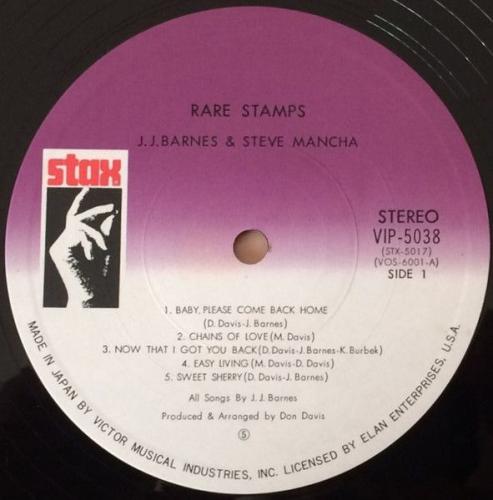 RARE STAMPS
J.J.BARNES & STEVE MANCHA
stax
STEREO
VIP-5038
(STX-5017)
(VOS-6001-A)
SIDE 1
1. BABY, PLEASE COME BACK HOME
(D. Davis-J. Barnes)
2. CHAINS OF LOVE (M. Davis)
3. NOW THAT I GOT YOU BACK (D. Davis-J. Barnes-K. Burbek)
4. EASY LIVING (M. Davis-D. Davis)
5. SWEET SHERRY (D. Davis-J. Barnes)
All Songs By J. J. Barnes
Produced & Arranged by Don Davis
⑤
MADE IN JAPAN BY VICTOR MUSICAL INDUSTRIES, INC. LICENSED BY ELAN ENTERPRISES, U.S.A.